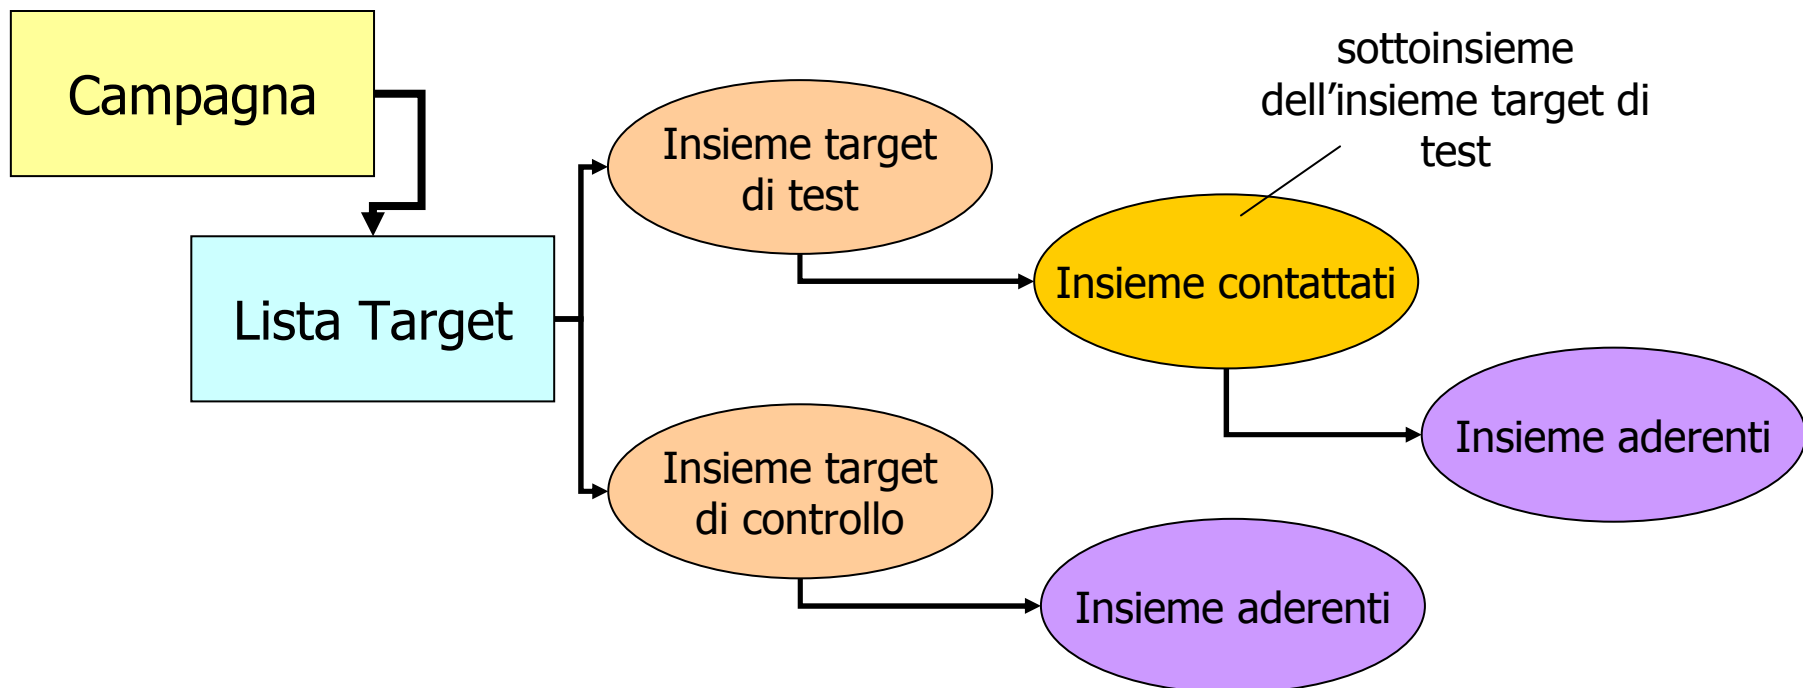 Campagna
Lista Target
Insieme target
di test
sottoinsieme
dell’insieme target di
test
Insieme contattati
Insieme aderenti
Insieme target
di controllo
Insieme aderenti